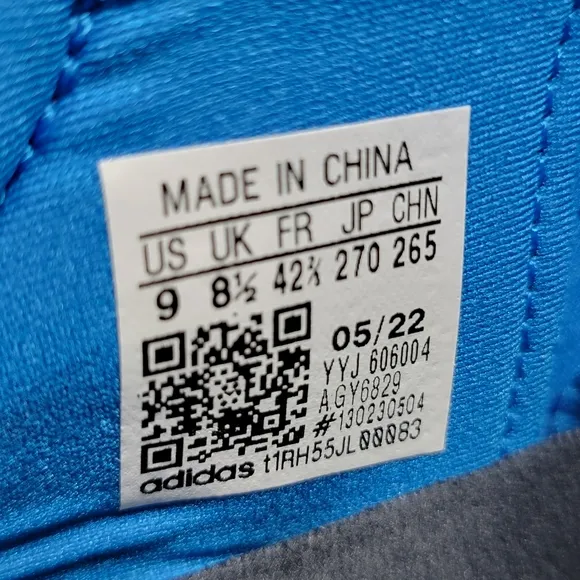 MADE IN CHINA
US UK FR JP CHN
9 8½ 42⅔ 270 265
05/22
YYJ 606004
AGY6829
#130230504
adidas t1RH55JL00083